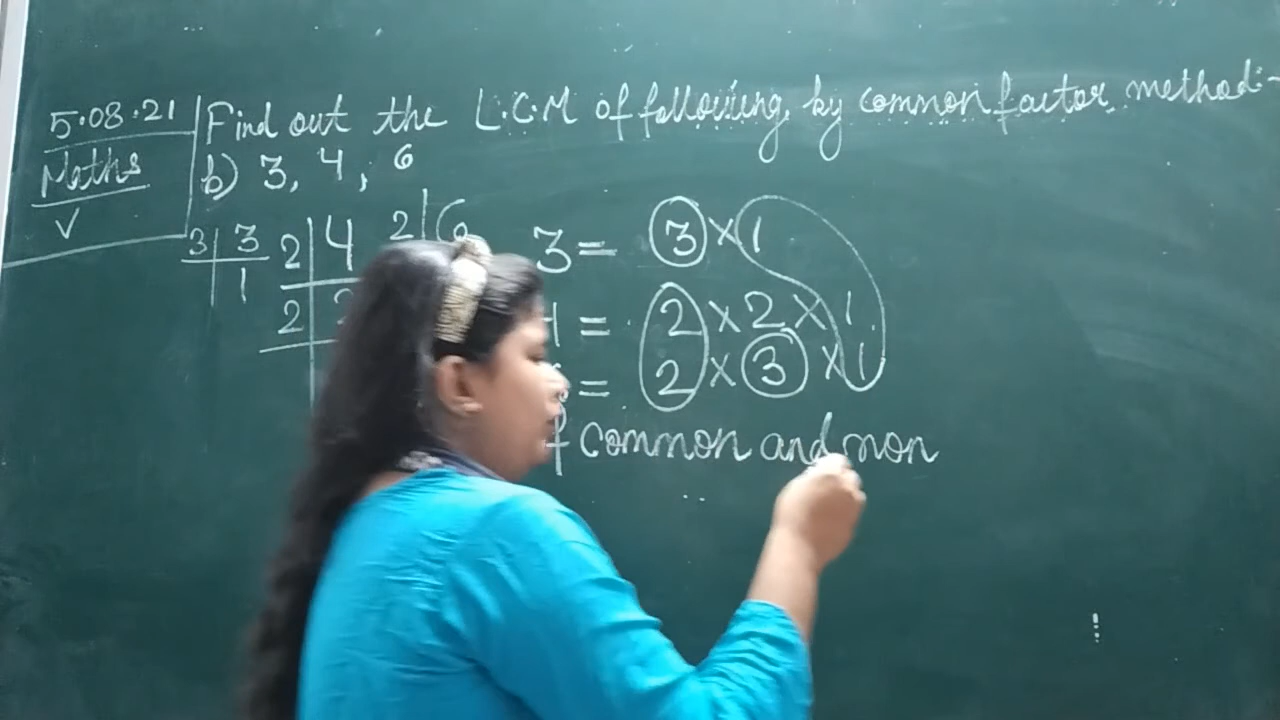 5.08.21
Maths
Find out the L.C.M of following by common factor method:-
b) 3, 4, 6
3 | 3
1
2 | 4
2
2 | 6
3 = 3 × 1
= 2 × 2 × 1
= 2 × 3 × 1
common and non